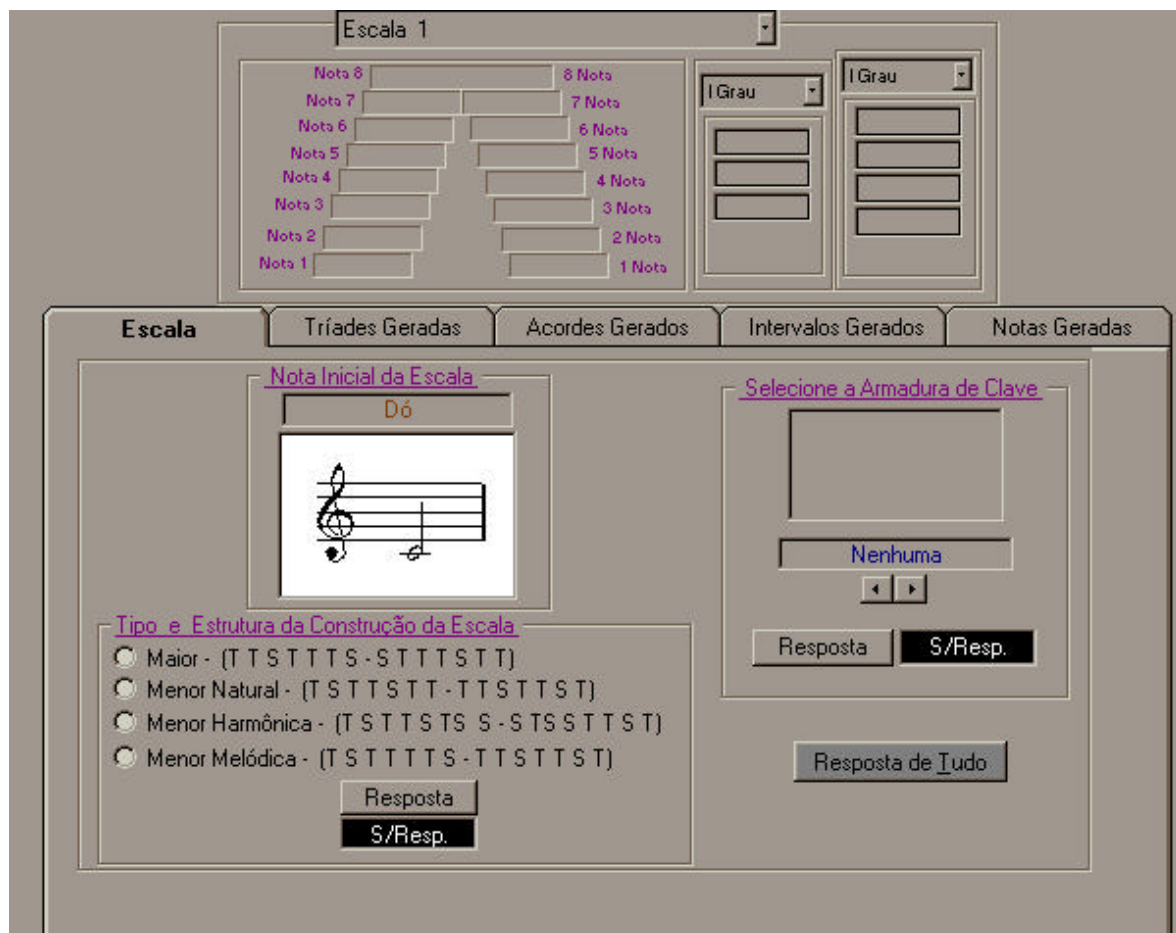 Escala 1
Nota 8 8 Nota
Nota 7 7 Nota
Nota 6 6 Nota
Nota 5 5 Nota
Nota 4 4 Nota
Nota 3 3 Nota
Nota 2 2 Nota
Nota 1 1 Nota
I Grau
I Grau
Escala Tríades Geradas Acordes Gerados Intervalos Gerados Notas Geradas
Nota Inicial da Escala
Dó
Selecione a Armadura de Clave
Nenhuma
Resposta S/Resp.
Tipo e Estrutura da Construção da Escala
Maior - (T T S T T T S - S T T T S T T)
Menor Natural - (T S T T S T T - T T S T T S T)
Menor Harmônica - (T S T T S TS S - S TS S T T S T)
Menor Melódica - (T S T T T T S - T T S T T S T)
Resposta
S/Resp.
Resposta de Tudo